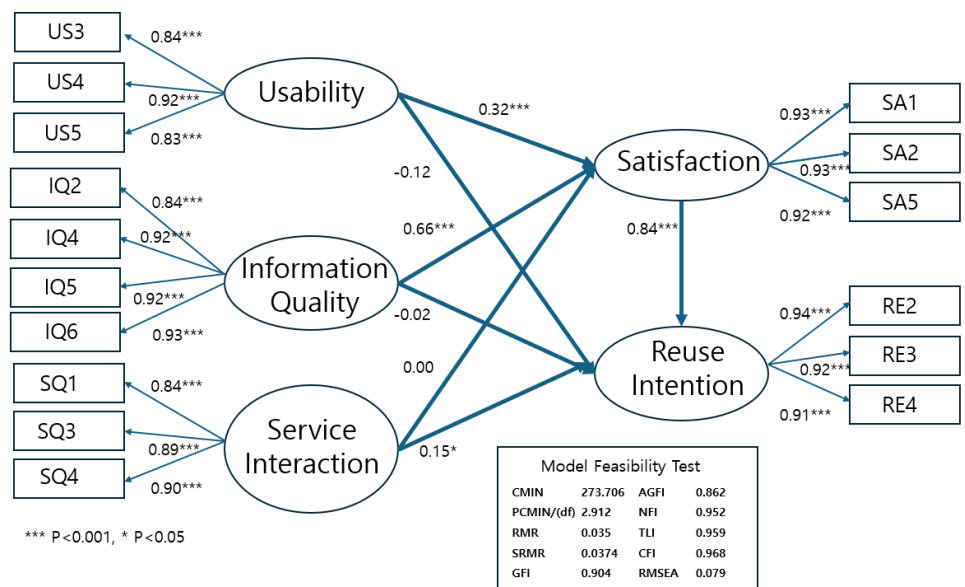 US3
0.84***
US4
0.92***
US5
0.83***
Usability
IQ2
0.84***
IQ4
0.92***
IQ5
0.92***
IQ6
0.93***
Information
Quality
SQ1
0.84***
SQ3
0.89***
SQ4
0.90***
Service
Interaction
0.32***
-0.12
0.66***
-0.02
0.00
0.15*
Satisfaction
0.84***
Reuse
Intention
0.93***
SA1
0.93***
SA2
0.92***
SA5
0.94***
RE2
0.92***
RE3
0.91***
RE4
*** P<0.001, * P<0.05
Model Feasibility Test
CMIN 273.706 AGFI 0.862
PCMIN/(df) 2.912 NFI 0.952
RMR 0.035 TLI 0.959
SRMR 0.0374 CFI 0.968
GFI 0.904 RMSEA 0.079